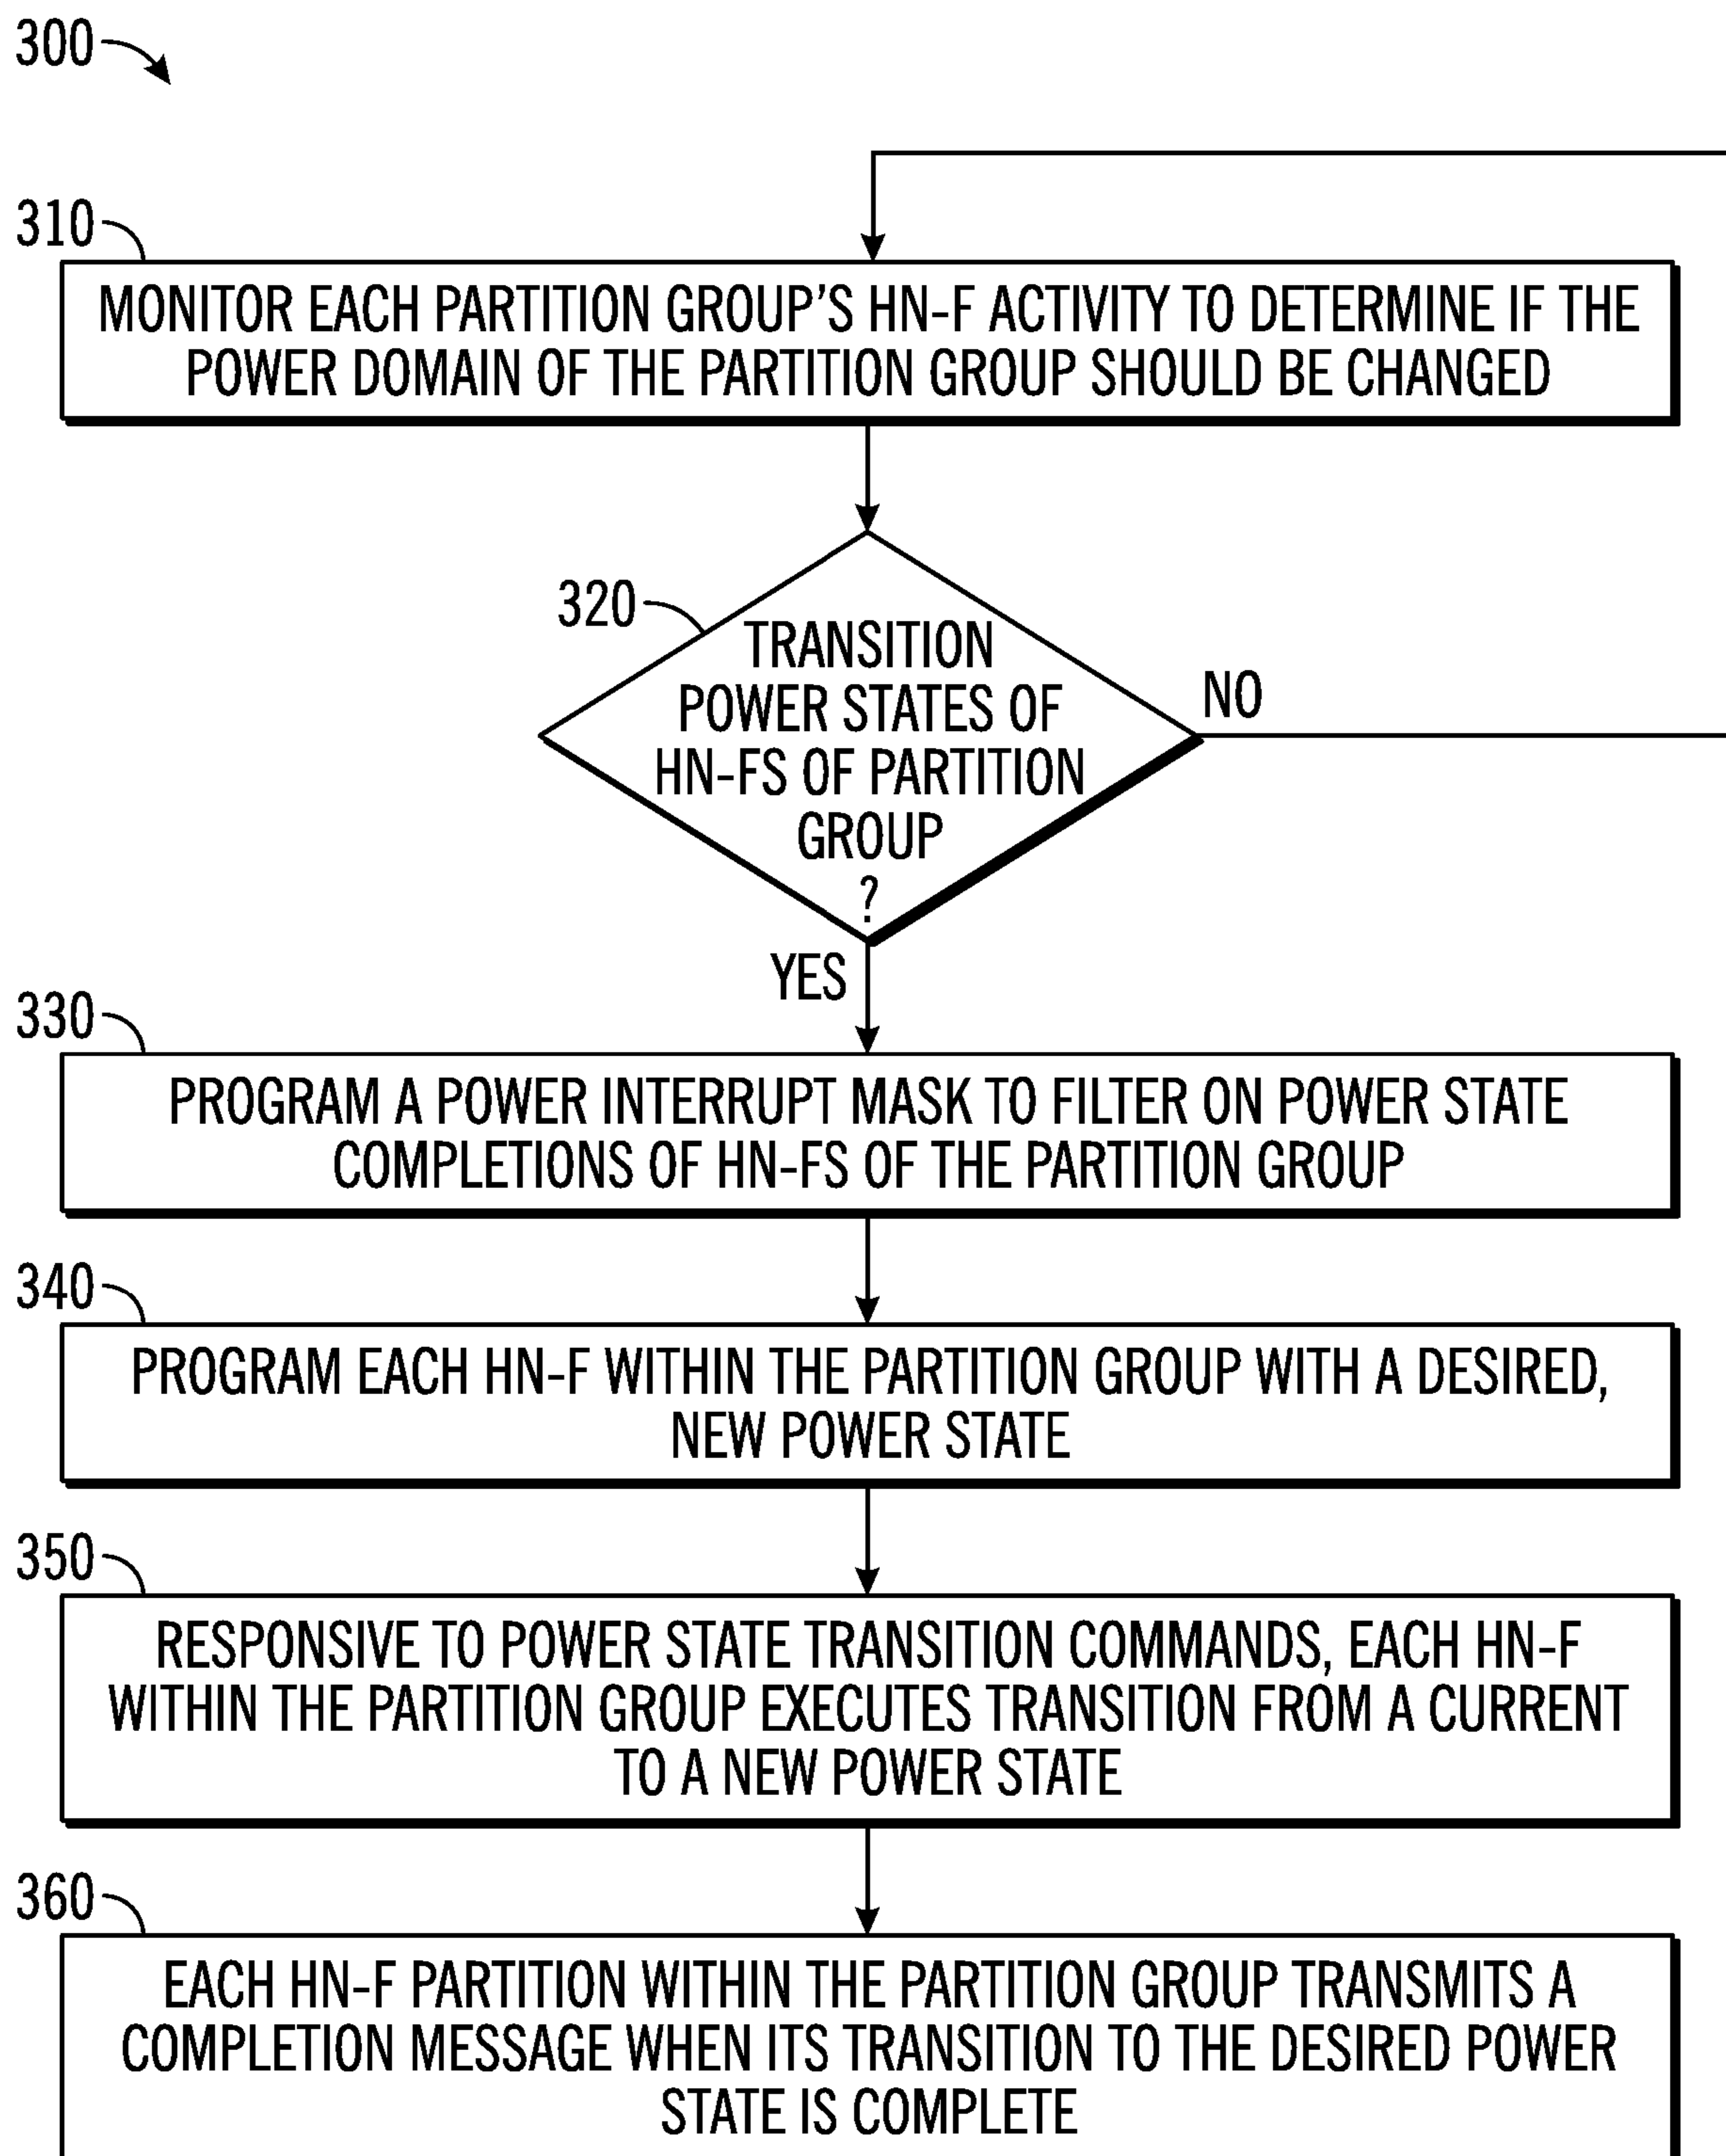 300
310
MONITOR EACH PARTITION GROUP'S HN-F ACTIVITY TO DETERMINE IF THE
POWER DOMAIN OF THE PARTITION GROUP SHOULD BE CHANGED
320
TRANSITION
POWER STATES OF
HN-FS OF PARTITION
GROUP
?
NO
YES
330
PROGRAM A POWER INTERRUPT MASK TO FILTER ON POWER STATE
COMPLETIONS OF HN-FS OF THE PARTITION GROUP
340
PROGRAM EACH HN-F WITHIN THE PARTITION GROUP WITH A DESIRED,
NEW POWER STATE
350
RESPONSIVE TO POWER STATE TRANSITION COMMANDS, EACH HN-F
WITHIN THE PARTITION GROUP EXECUTES TRANSITION FROM A CURRENT
TO A NEW POWER STATE
360
EACH HN-F PARTITION WITHIN THE PARTITION GROUP TRANSMITS A
COMPLETION MESSAGE WHEN ITS TRANSITION TO THE DESIRED POWER
STATE IS COMPLETE